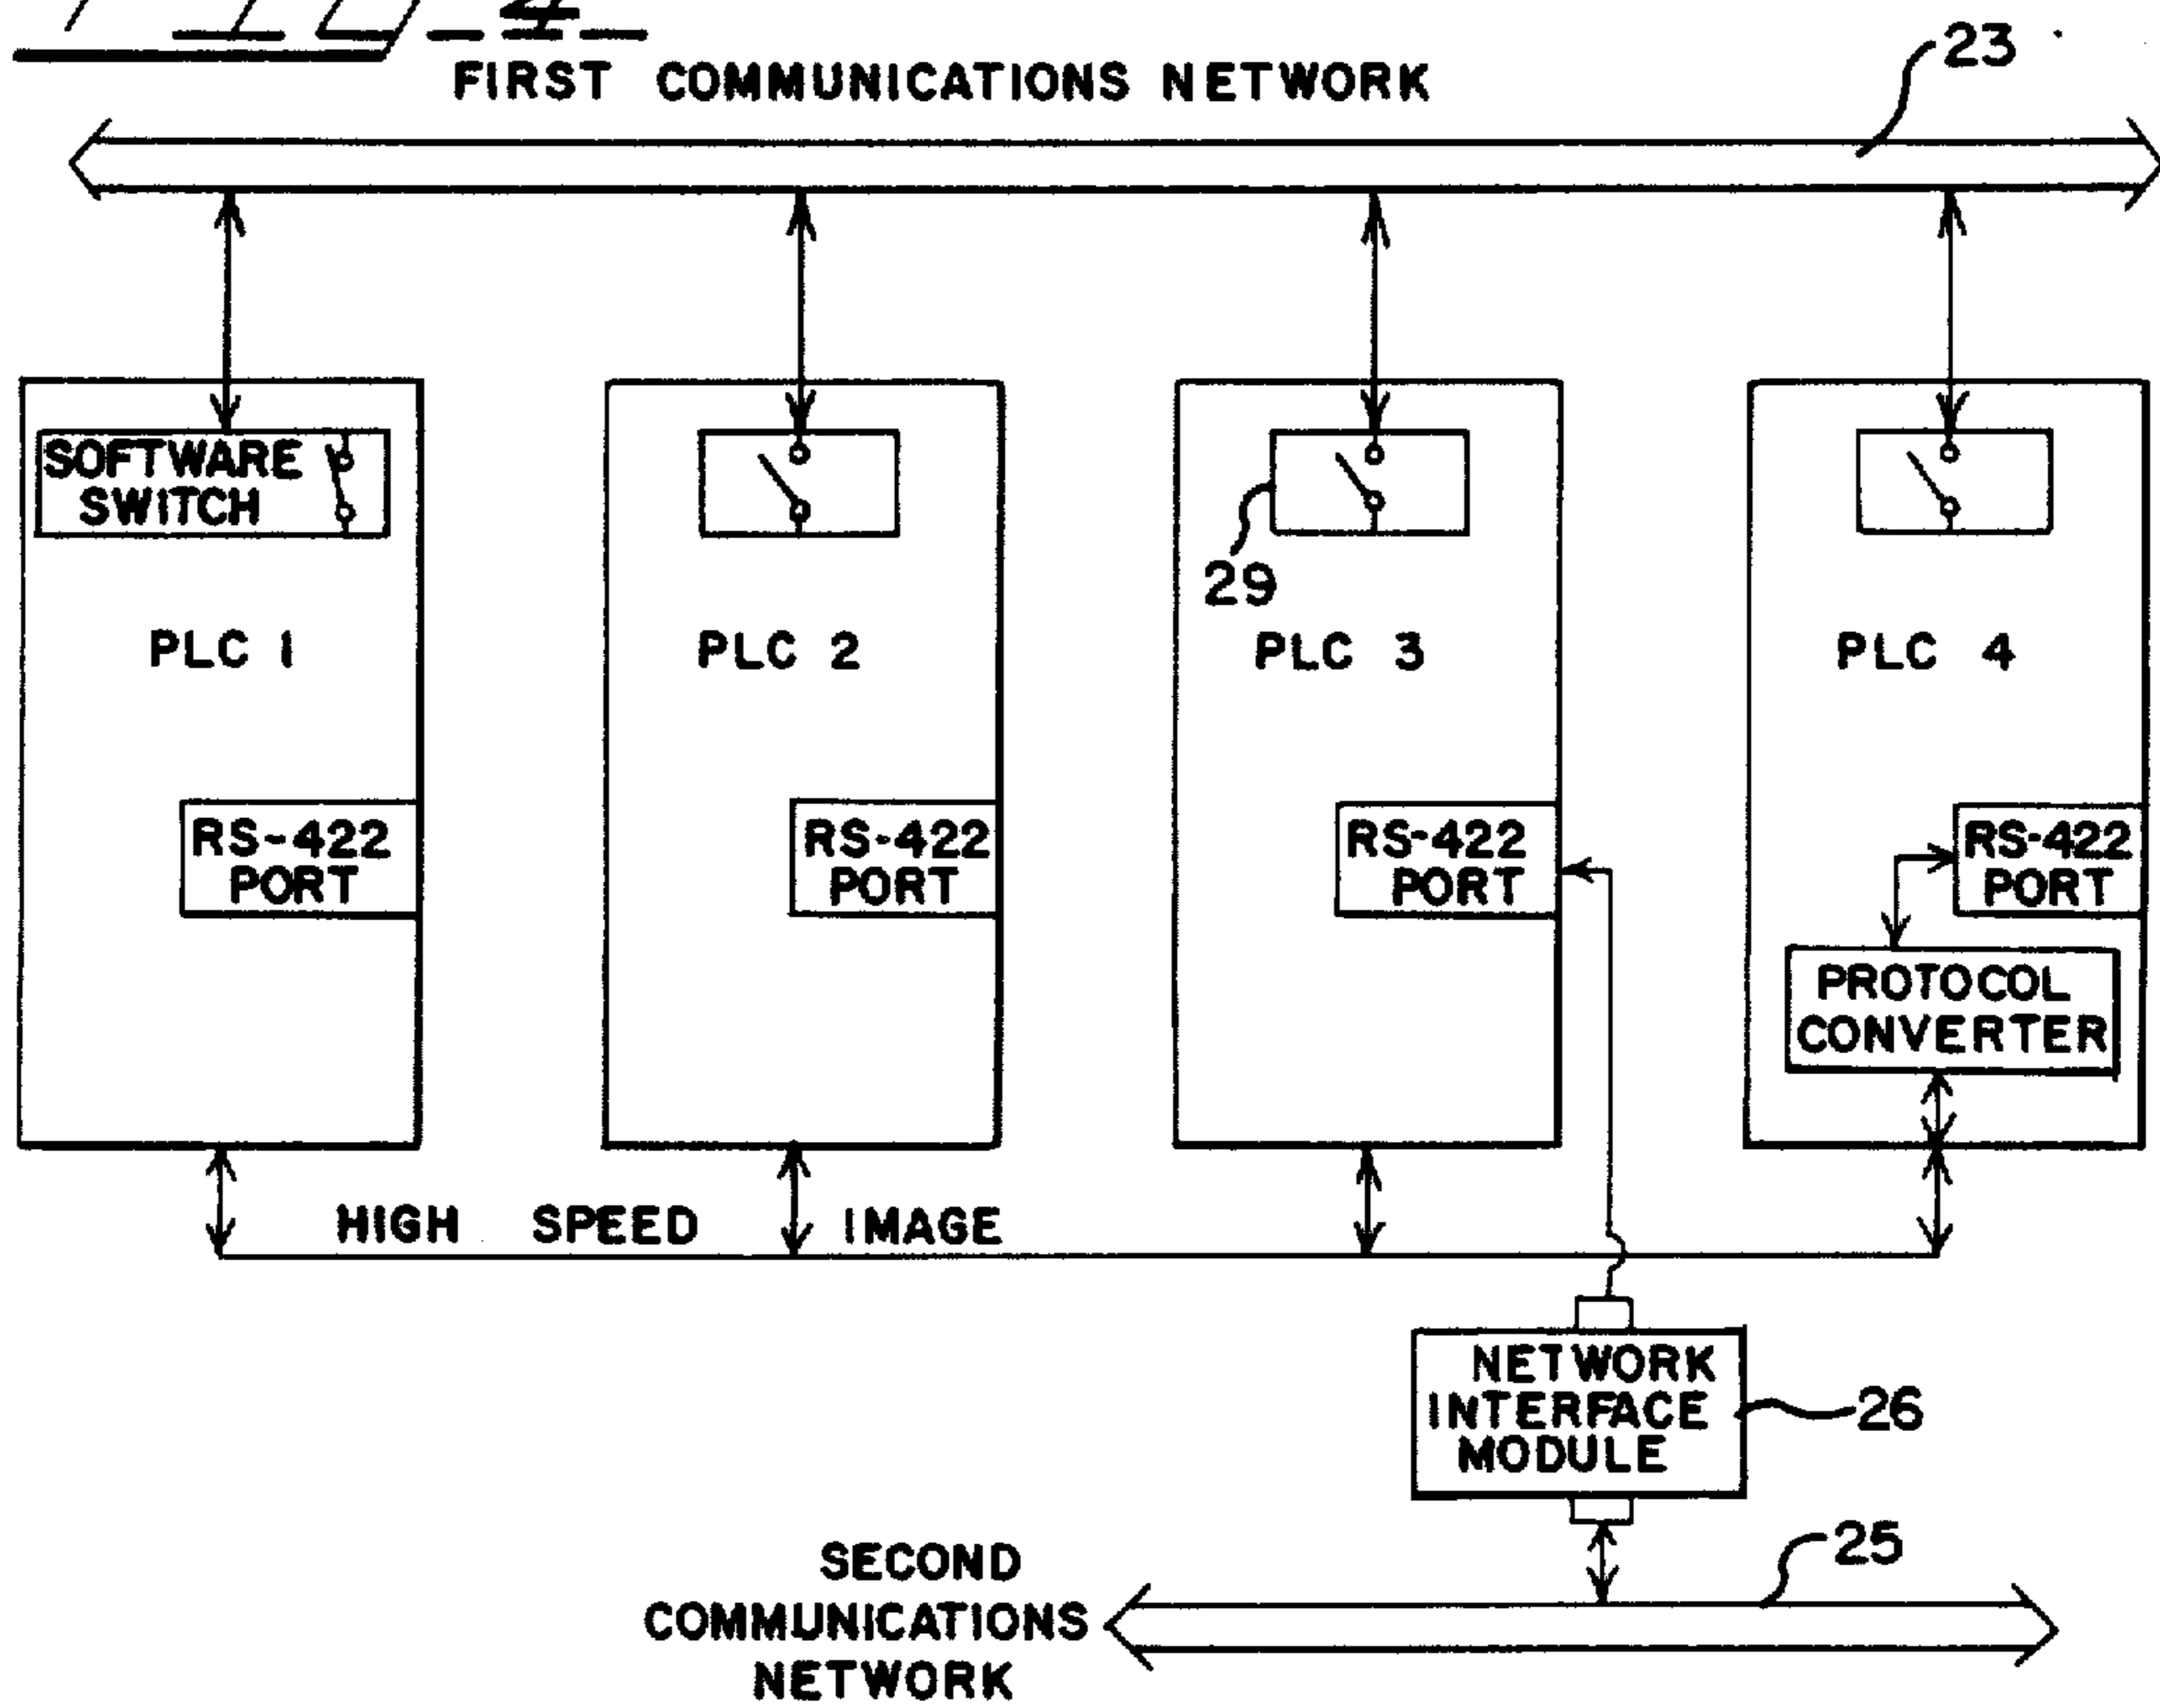 FIRST COMMUNICATIONS NETWORK
23
SOFTWARE
SWITCH
29
PLC 1
PLC 2
PLC 3
PLC 4
RS-422
PORT
RS-422
PORT
RS-422
PORT
RS-422
PORT
PROTOCOL
CONVERTER
HIGH SPEED IMAGE
NETWORK
INTERFACE
MODULE
26
25
SECOND
COMMUNICATIONS
NETWORK